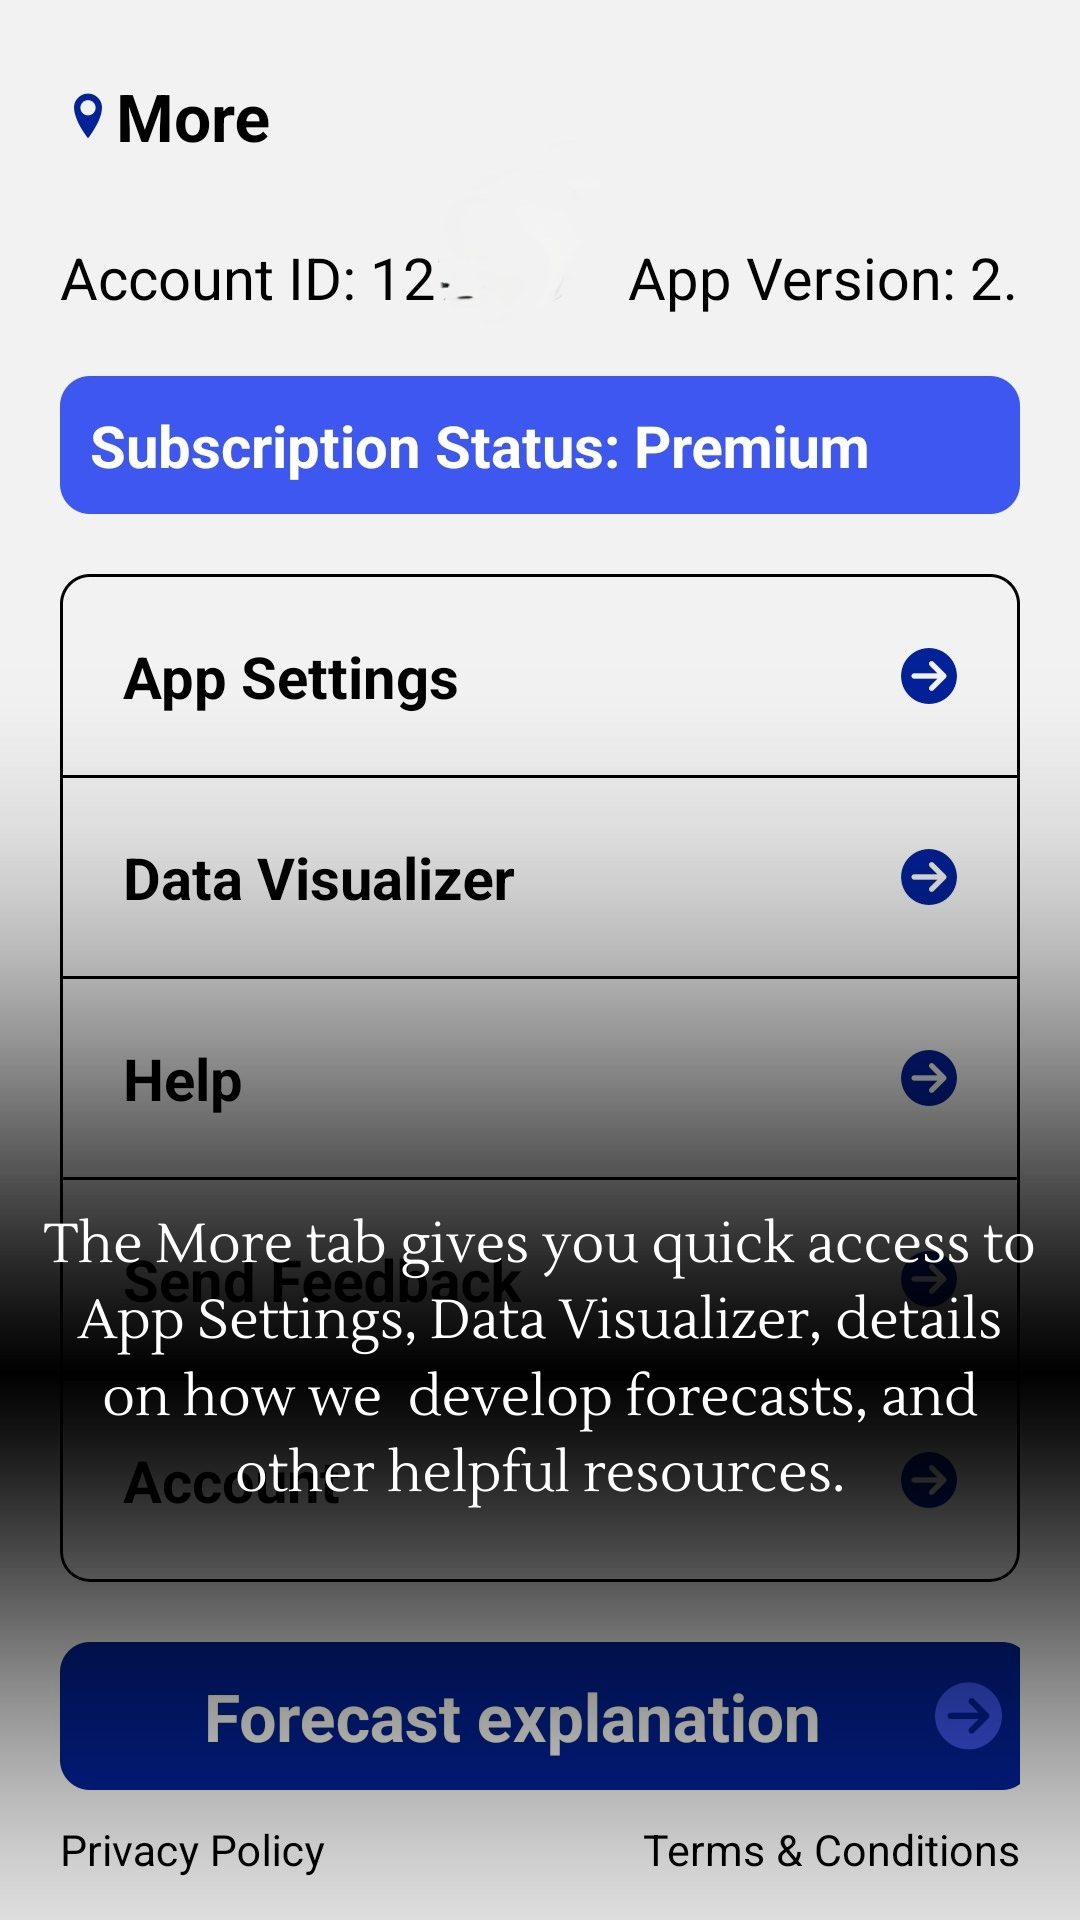 More
Account ID: 12
App Version: 2.
Subscription Status: Premium
App Settings
Data Visualizer
Help
Send Feedback
Account
The More tab gives you quick access to
App Settings, Data Visualizer, details
on how we  develop forecasts, and
other helpful resources.
Forecast explanation
Privacy Policy
Terms & Conditions